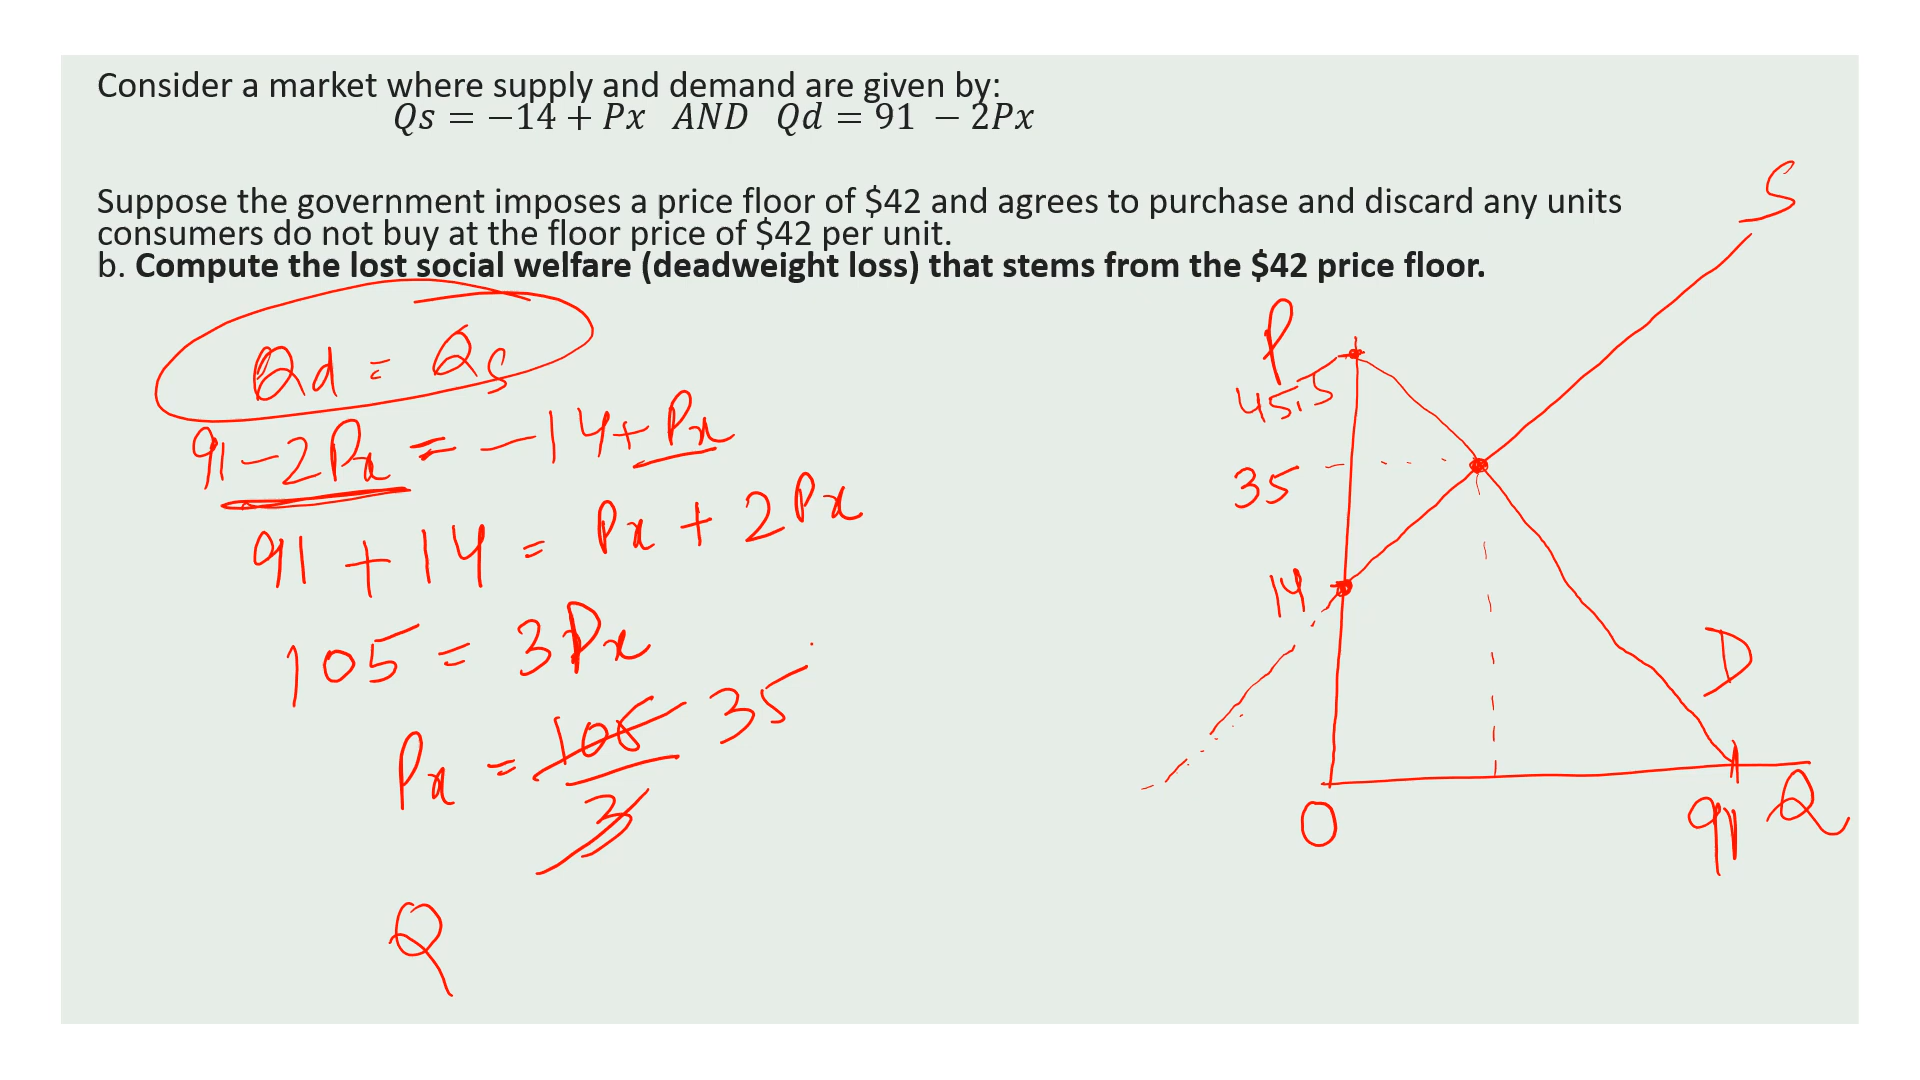 Consider a market where supply and demand are given by:
Qs = −14 + Px AND Qd = 91 − 2Px
Suppose the government imposes a price floor of $42 and agrees to purchase and discard any units
consumers do not buy at the floor price of $42 per unit.
b. Compute the lost social welfare (deadweight loss) that stems from the $42 price floor.
Qd = Qs
91 - 2Px = -14 + Px
91 + 14 = Px + 2Px
105 = 3Px
Px = 105/3 35
Q
S
P
45.5
35
14
D
0
91 Q